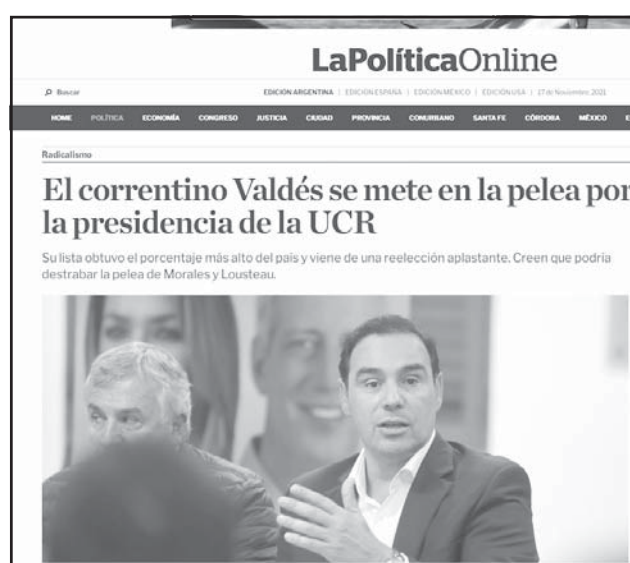 LaPolíticaOnline
Buscar
EDICIÓN ARGENTINA | EDICIÓN ESPAÑA | EDICIÓN MÉXICO | EDICIÓN USA | 17 de Noviembre, 2021
HOME POLÍTICA ECONOMÍA CONGRESO JUSTICIA CIUDAD PROVINCIA CONURBANO SANTA FE CÓRDOBA MÉXICO E
Radicalismo
El correntino Valdés se mete en la pelea por
la presidencia de la UCR
Su lista obtuvo el porcentaje más alto del país y viene de una reelección aplastante. Creen que podría
destrabar la pelea de Morales y Lousteau.